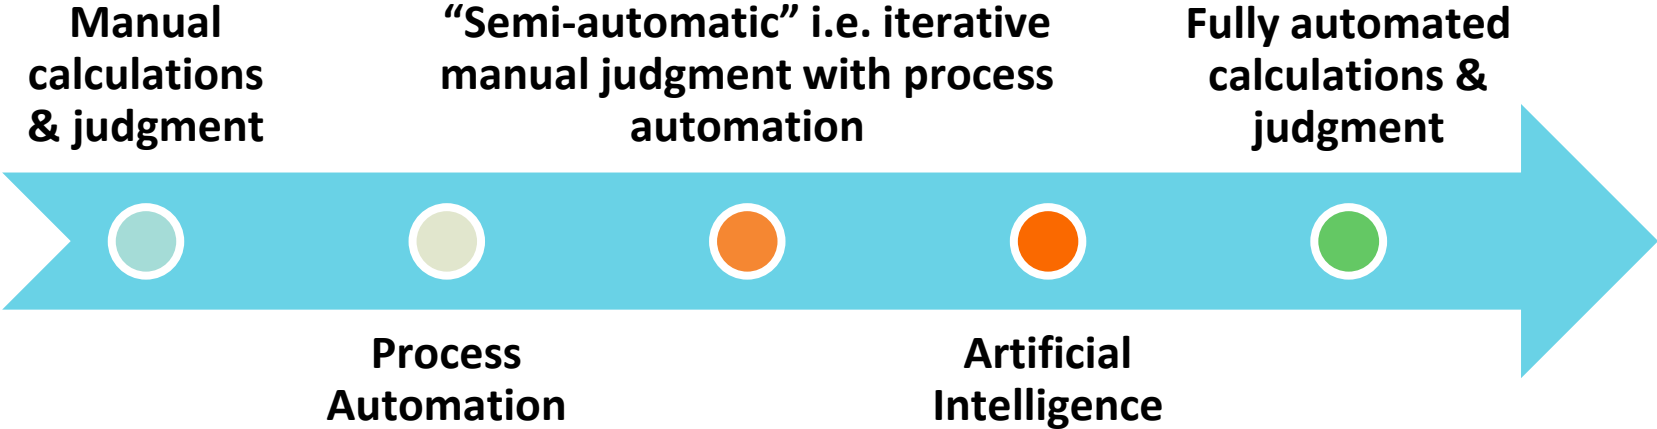 Manual
calculations
& judgment
“Semi-automatic” i.e. iterative
manual judgment with process
automation
Fully automated
calculations &
judgment
Process
Automation
Artificial
Intelligence